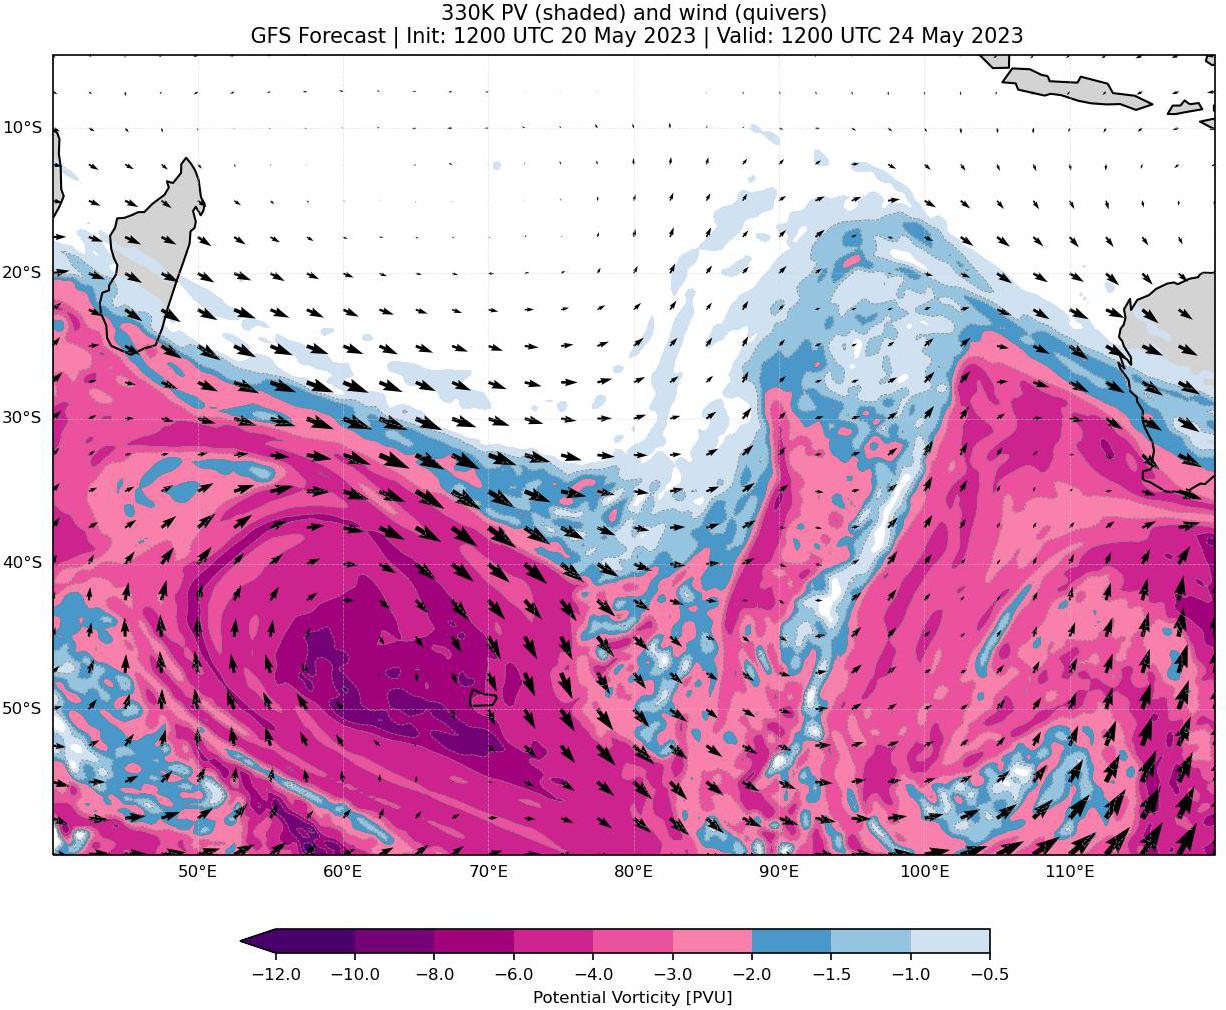 330K PV (shaded) and wind (quivers)
GFS Forecast | Init: 1200 UTC 20 May 2023 | Valid: 1200 UTC 24 May 2023
10°S
20°S
30°S
40°S
50°S
50°E 60°E 70°E 80°E 90°E 100°E 110°E
−12.0 −10.0 −8.0 −6.0 −4.0 −3.0 −2.0 −1.5 −1.0 −0.5
Potential Vorticity [PVU]